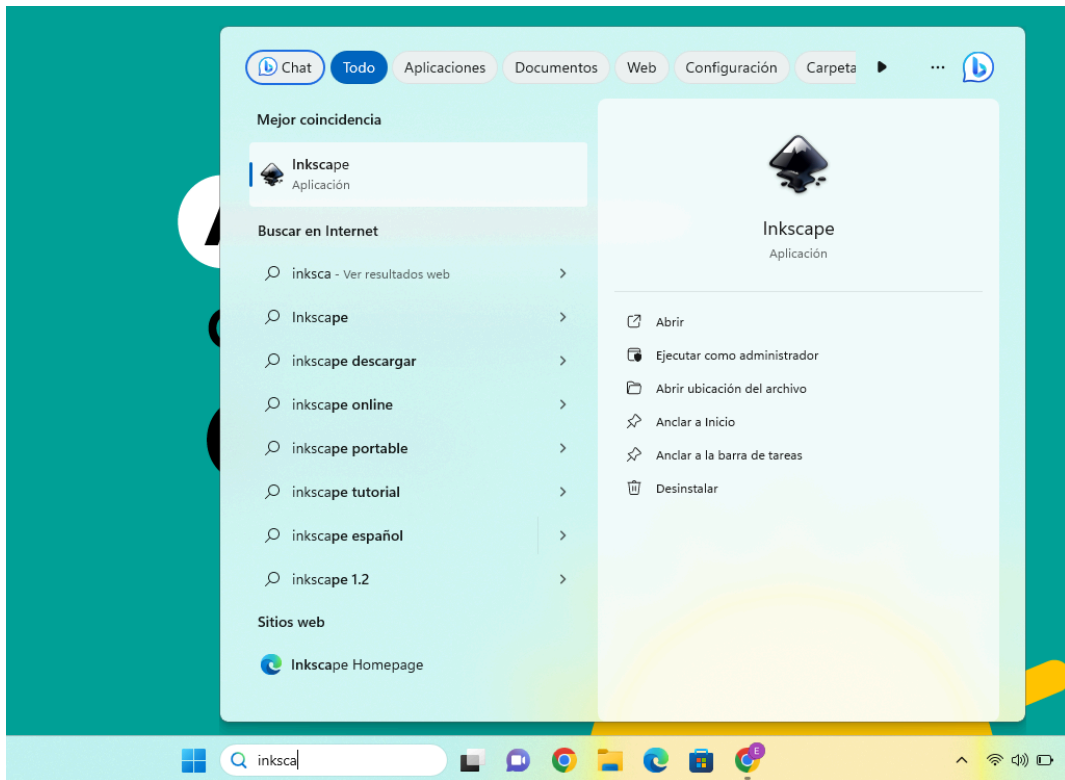 Chat Todo Aplicaciones Documentos Web Configuración Carpeta ...
Mejor coincidencia
Inkscape
Aplicación
Buscar en Internet
inksca - Ver resultados web
Inkscape
inkscape descargar
inkscape online
inkscape portable
inkscape tutorial
inkscape español
inkscape 1.2
Sitios web
Inkscape Homepage
Inkscape
Aplicación
Abrir
Ejecutar como administrador
Abrir ubicación del archivo
Anclar a Inicio
Anclar a la barra de tareas
Desinstalar
inksca
E